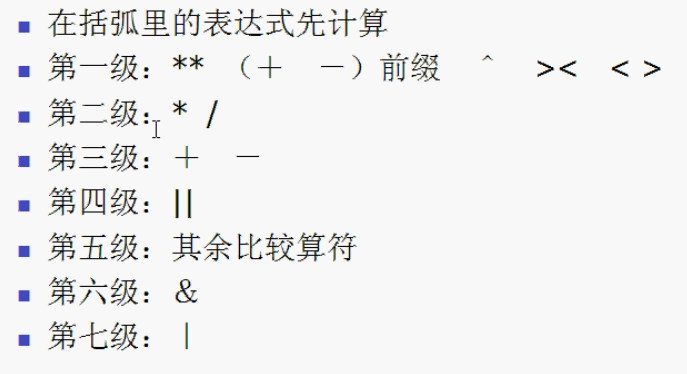 在括弧里的表达式先计算
第一级：** （＋ －）前缀 ^ >< < >
第二级：* /
第三级：＋ －
第四级：||
第五级：其余比较算符
第六级：&
第七级：|